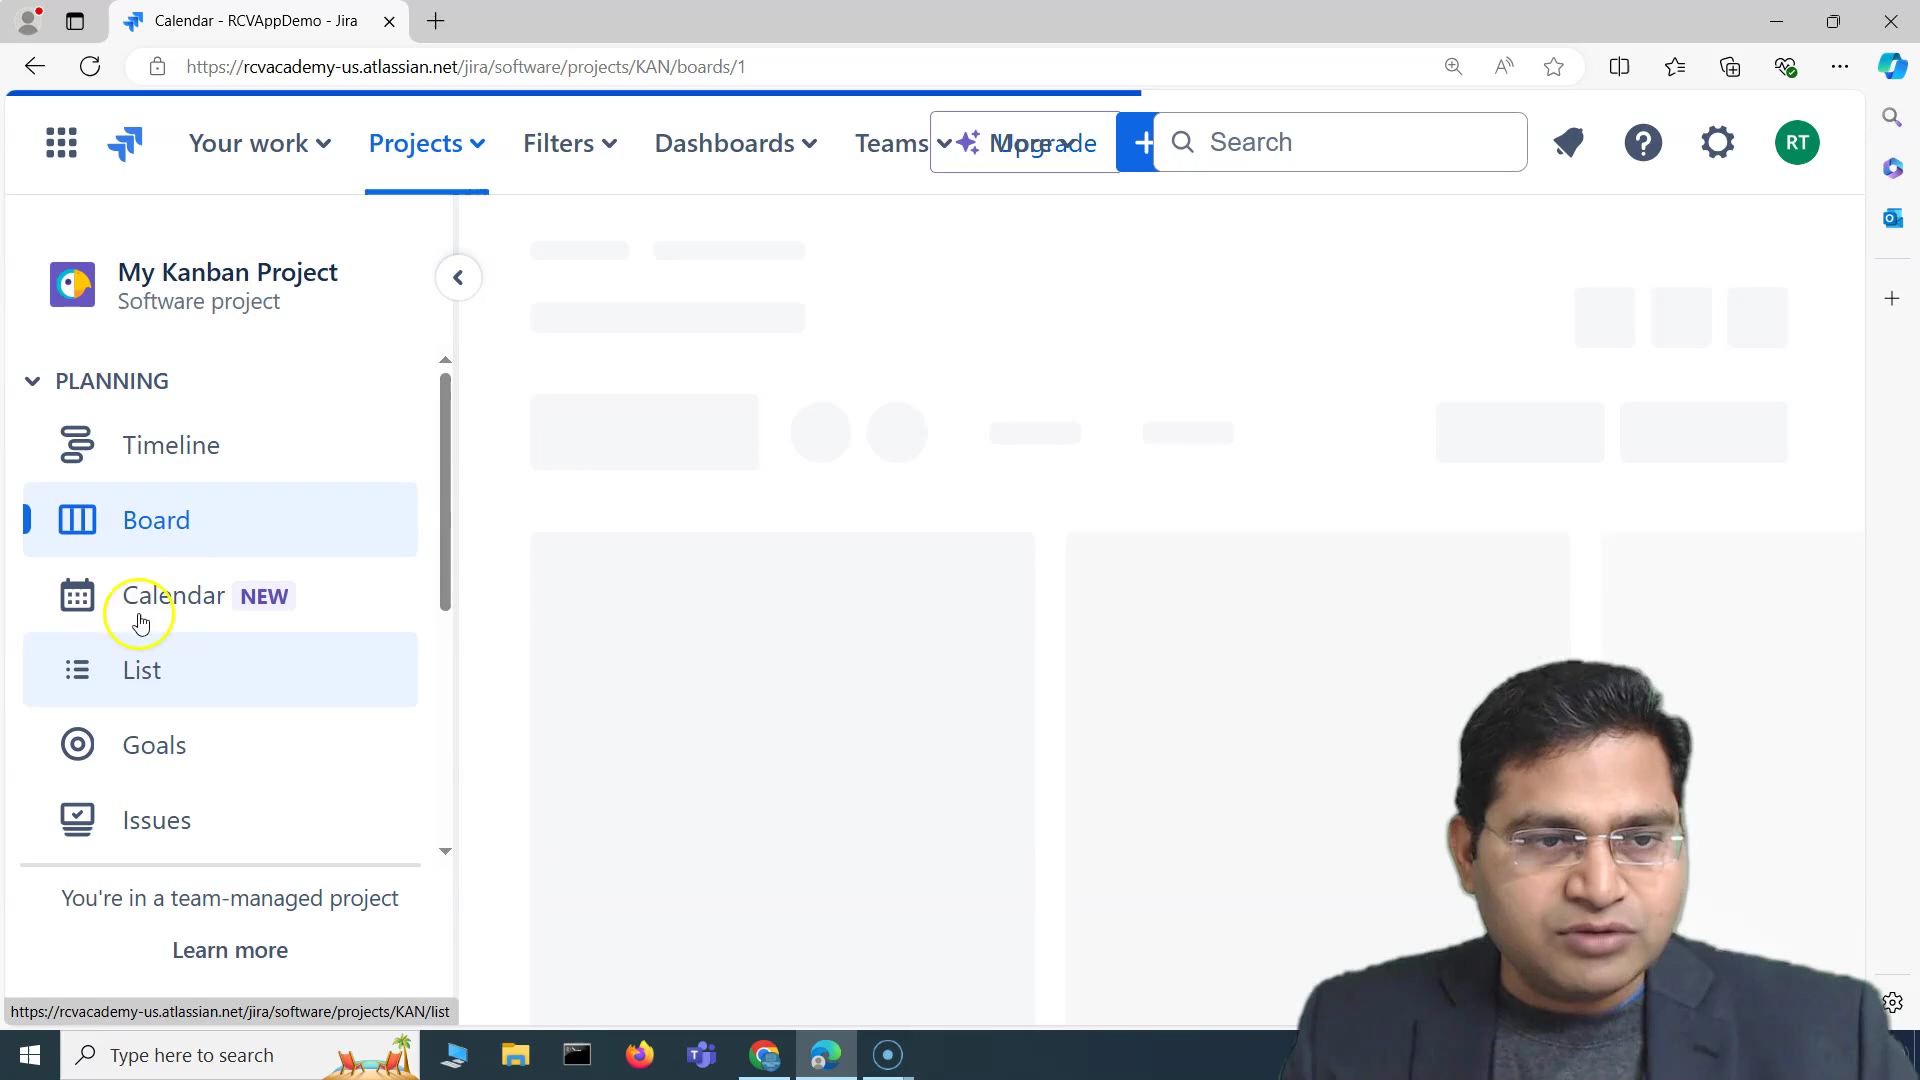 Calendar - RCVAppDemo - Jira
https://rcvacademy-us.atlassian.net/jira/software/projects/KAN/boards/1
Your work
Projects
Filters
Dashboards
Teams
More
Upgrade
Search
RT
My Kanban Project
Software project
PLANNING
Timeline
Board
Calendar NEW
List
Goals
Issues
You're in a team-managed project
Learn more
https://rcvacademy-us.atlassian.net/jira/software/projects/KAN/list
Type here to search